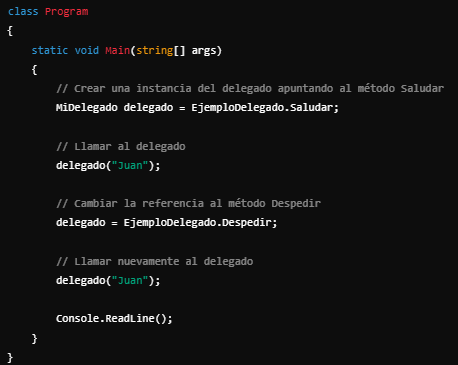 class Program
{
    static void Main(string[] args)
    {
        // Crear una instancia del delegado apuntando al método Saludar
        MiDelegado delegado = EjemploDelegado.Saludar;

        // Llamar al delegado
        delegado("Juan");

        // Cambiar la referencia al método Despedir
        delegado = EjemploDelegado.Despedir;

        // Llamar nuevamente al delegado
        delegado("Juan");

        Console.ReadLine();
    }
}